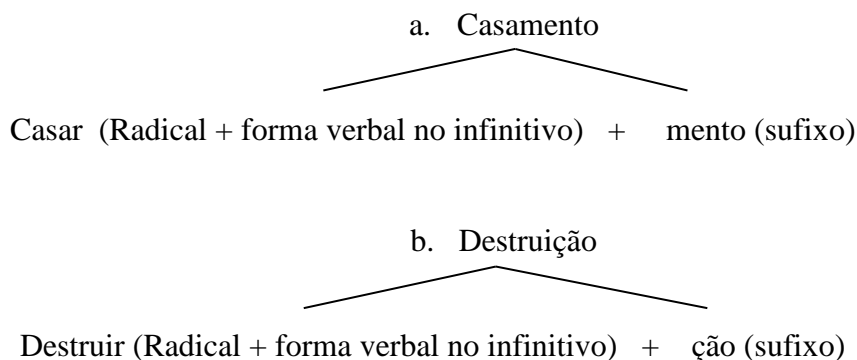 a. Casamento
Casar (Radical + forma verbal no infinitivo) + mento (sufixo)
b. Destruição
Destruir (Radical + forma verbal no infinitivo) + ção (sufixo)